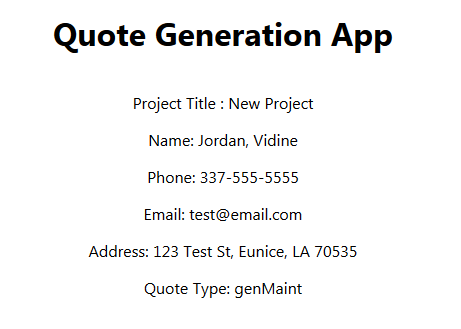 Quote Generation App
Project Title : New Project
Name: Jordan, Vidine
Phone: 337-555-5555
Email: test@email.com
Address: 123 Test St, Eunice, LA 70535
Quote Type: genMaint